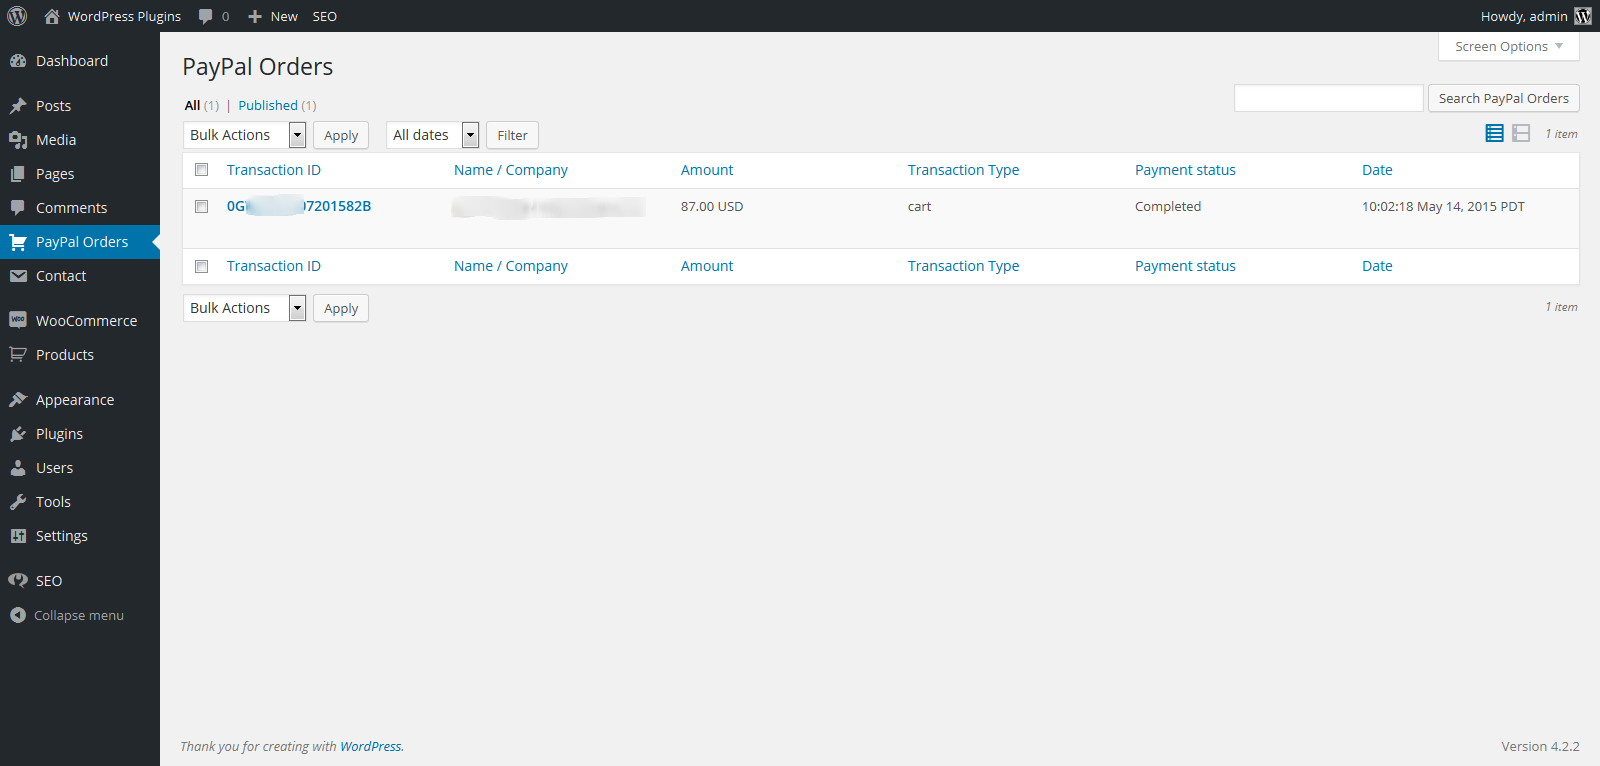 WordPress Plugins 0 New SEO Howdy, admin
Screen Options
Dashboard
Posts
Media
Pages
Comments
PayPal Orders
Contact
WooCommerce
Products
Appearance
Plugins
Users
Tools
Settings
SEO
Collapse menu
PayPal Orders
All (1) | Published (1)
Search PayPal Orders
Bulk Actions Apply All dates Filter 1 item
Transaction ID Name / Company Amount Transaction Type Payment status Date
87.00 USD cart Completed 10:02:18 May 14, 2015 PDT
Transaction ID Name / Company Amount Transaction Type Payment status Date
Bulk Actions Apply 1 item
Thank you for creating with WordPress. Version 4.2.2